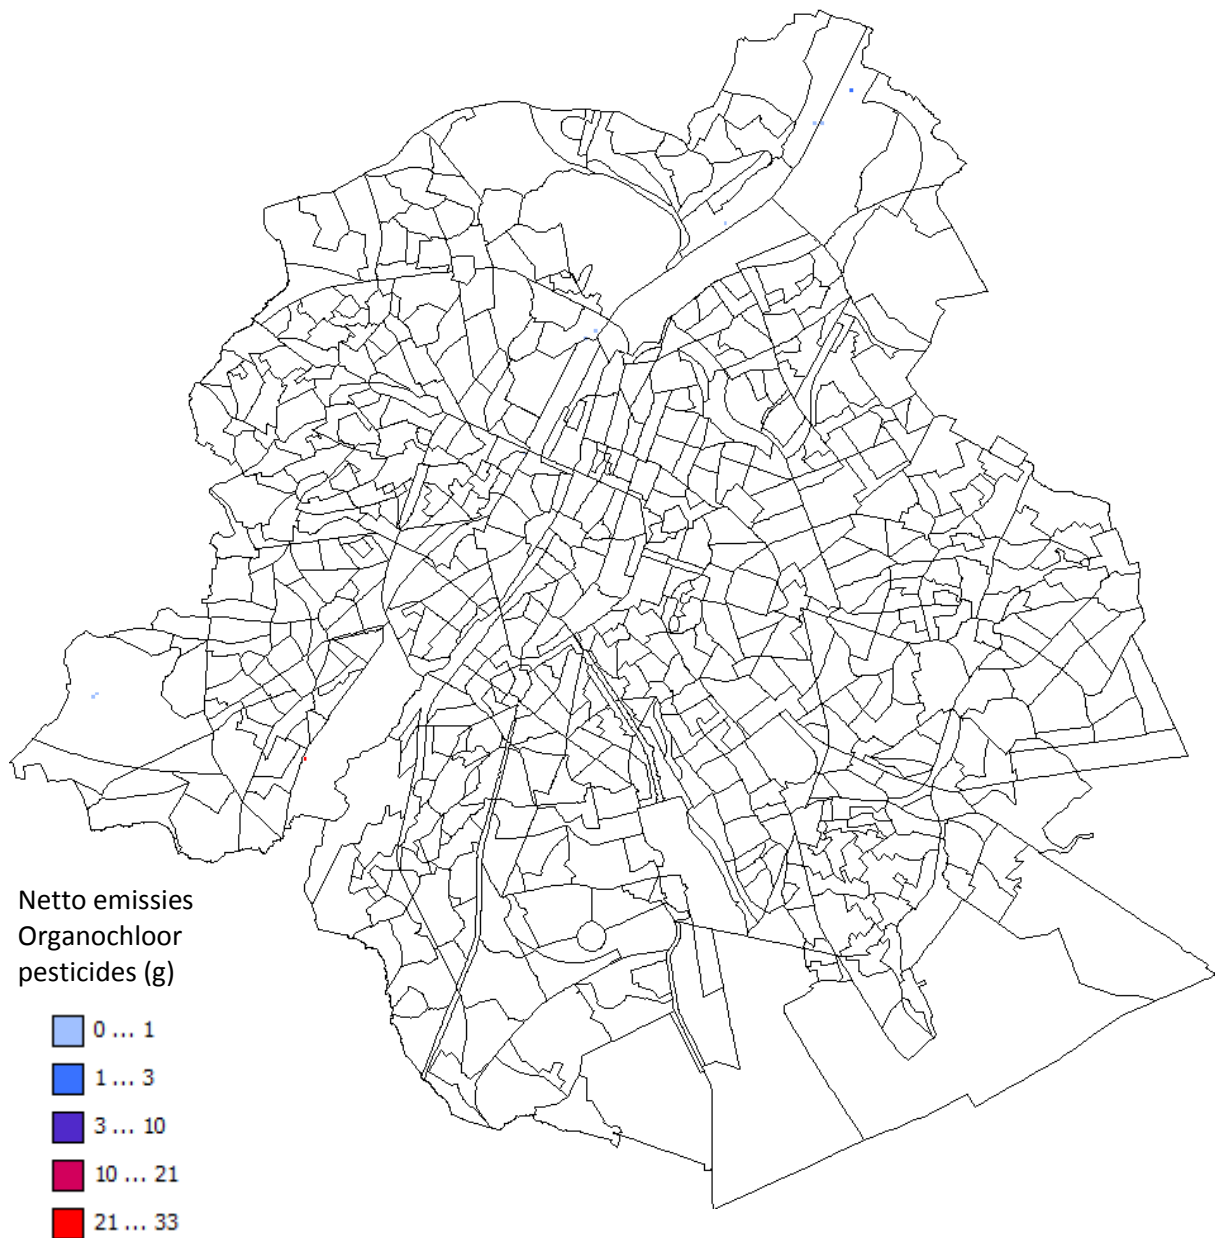 Netto emissies
Organochloor
pesticides (g)
0 ... 1
1 ... 3
3 ... 10
10 ... 21
21 ... 33